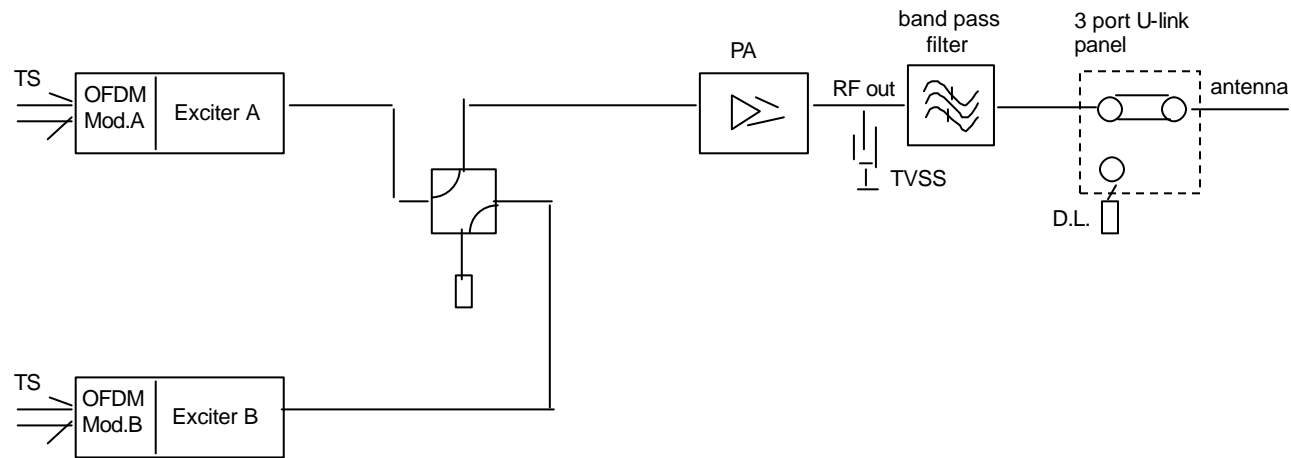 band pass
filter
3 port U-link
panel
PA
TS
OFDM
Mod.A
Exciter A
RF out
antenna
TVSS
D.L.
TS
OFDM
Mod.B
Exciter B